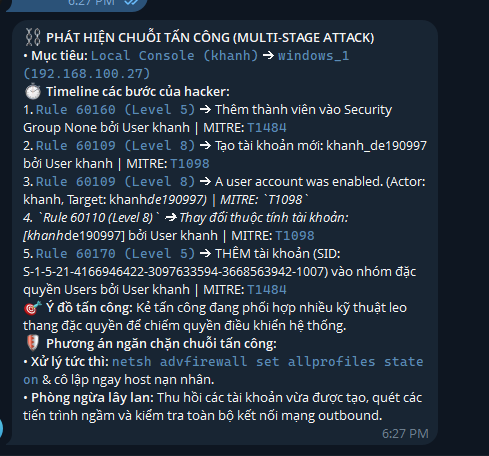 6:27 PM
⛓️ PHÁT HIỆN CHUỖI TẤN CÔNG (MULTI-STAGE ATTACK)
• Mục tiêu: Local Console (khanh) ➔ windows_1
(192.168.100.27)
⏱️ Timeline các bước của hacker:
1. Rule 60160 (Level 5) ➔ Thêm thành viên vào Security
Group None bởi User khanh | MITRE: T1484
2. Rule 60109 (Level 8) ➔ Tạo tài khoản mới: khanh_de190997
bởi User khanh | MITRE: T1098
3. Rule 60109 (Level 8) ➔ A user account was enabled. (Actor:
khanh, Target: khanhde190997) | MITRE: `T1098`
4. `Rule 60110 (Level 8)` ➔ Thay đổi thuộc tính tài khoản:
[khanhde190997] bởi User khanh | MITRE: T1098
5. Rule 60170 (Level 5) ➔ THÊM tài khoản (SID:
S-1-5-21-4166946422-3097633594-3668563942-1007) vào nhóm đặc
quyền Users bởi User khanh | MITRE: T1484
🎯 Ý đồ tấn công: Kẻ tấn công đang phối hợp nhiều kỹ thuật leo
thang đặc quyền để chiếm quyền điều khiển hệ thống.
🛡️ Phương án ngăn chặn chuỗi tấn công:
• Xử lý tức thì: netsh advfirewall set allprofiles state
on & cô lập ngay host nạn nhân.
• Phòng ngừa lây lan: Thu hồi các tài khoản vừa được tạo, quét các
tiến trình ngầm và kiểm tra toàn bộ kết nối mạng outbound.
6:27 PM